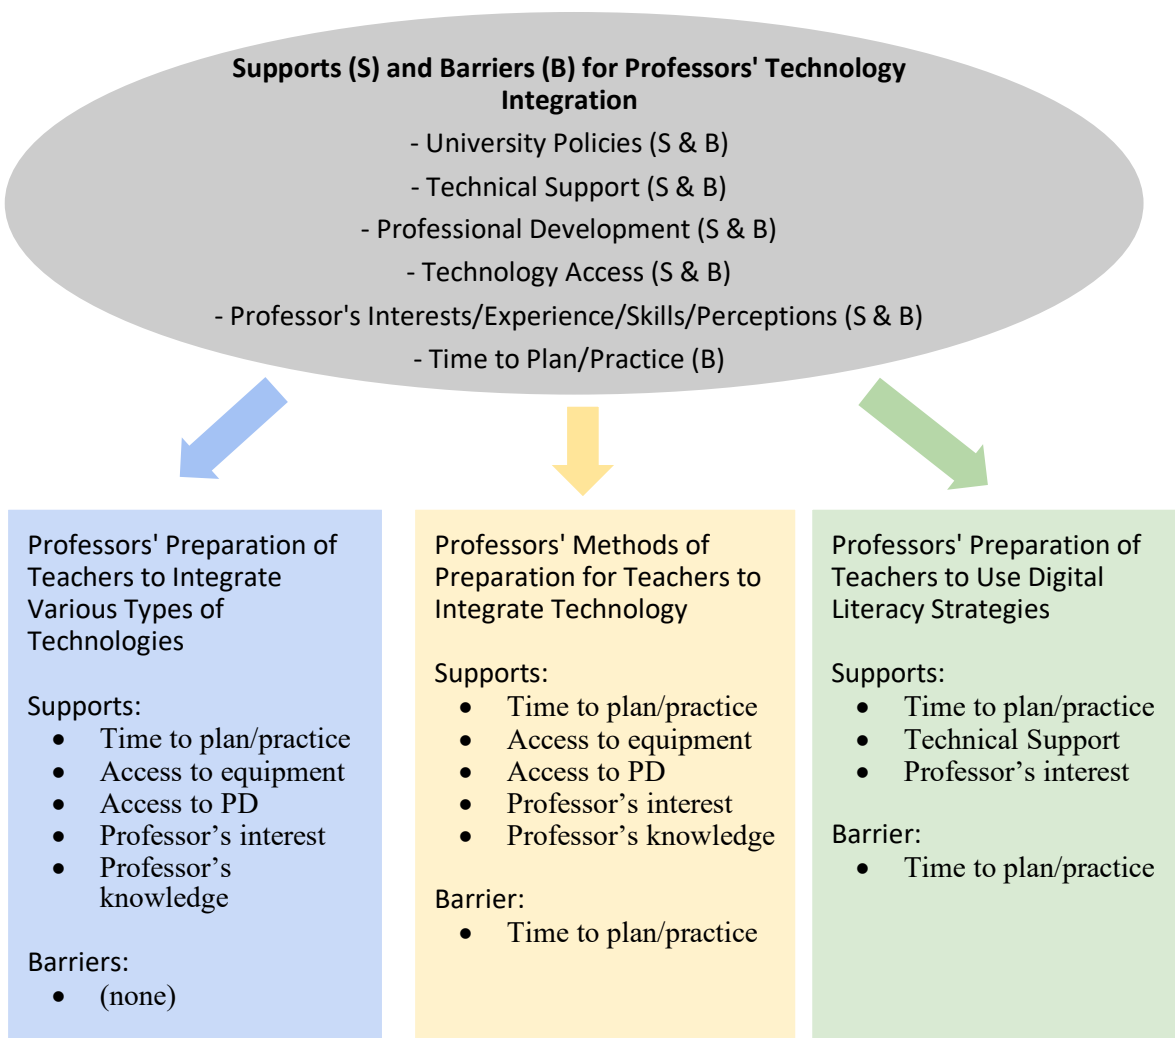 Supports (S) and Barriers (B) for Professors' Technology
Integration
- University Policies (S & B)
- Technical Support (S & B)
- Professional Development (S & B)
- Technology Access (S & B)
- Professor's Interests/Experience/Skills/Perceptions (S & B)
- Time to Plan/Practice (B)
Professors' Preparation of
Teachers to Integrate
Various Types of
Technologies
Supports:
• Time to plan/practice
• Access to equipment
• Access to PD
• Professor’s interest
• Professor’s
knowledge
Barriers:
• (none)
Professors' Methods of
Preparation for Teachers to
Integrate Technology
Supports:
• Time to plan/practice
• Access to equipment
• Access to PD
• Professor’s interest
• Professor’s knowledge
Barrier:
• Time to plan/practice
Professors' Preparation of
Teachers to Use Digital
Literacy Strategies
Supports:
• Time to plan/practice
• Technical Support
• Professor’s interest
Barrier:
• Time to plan/practice